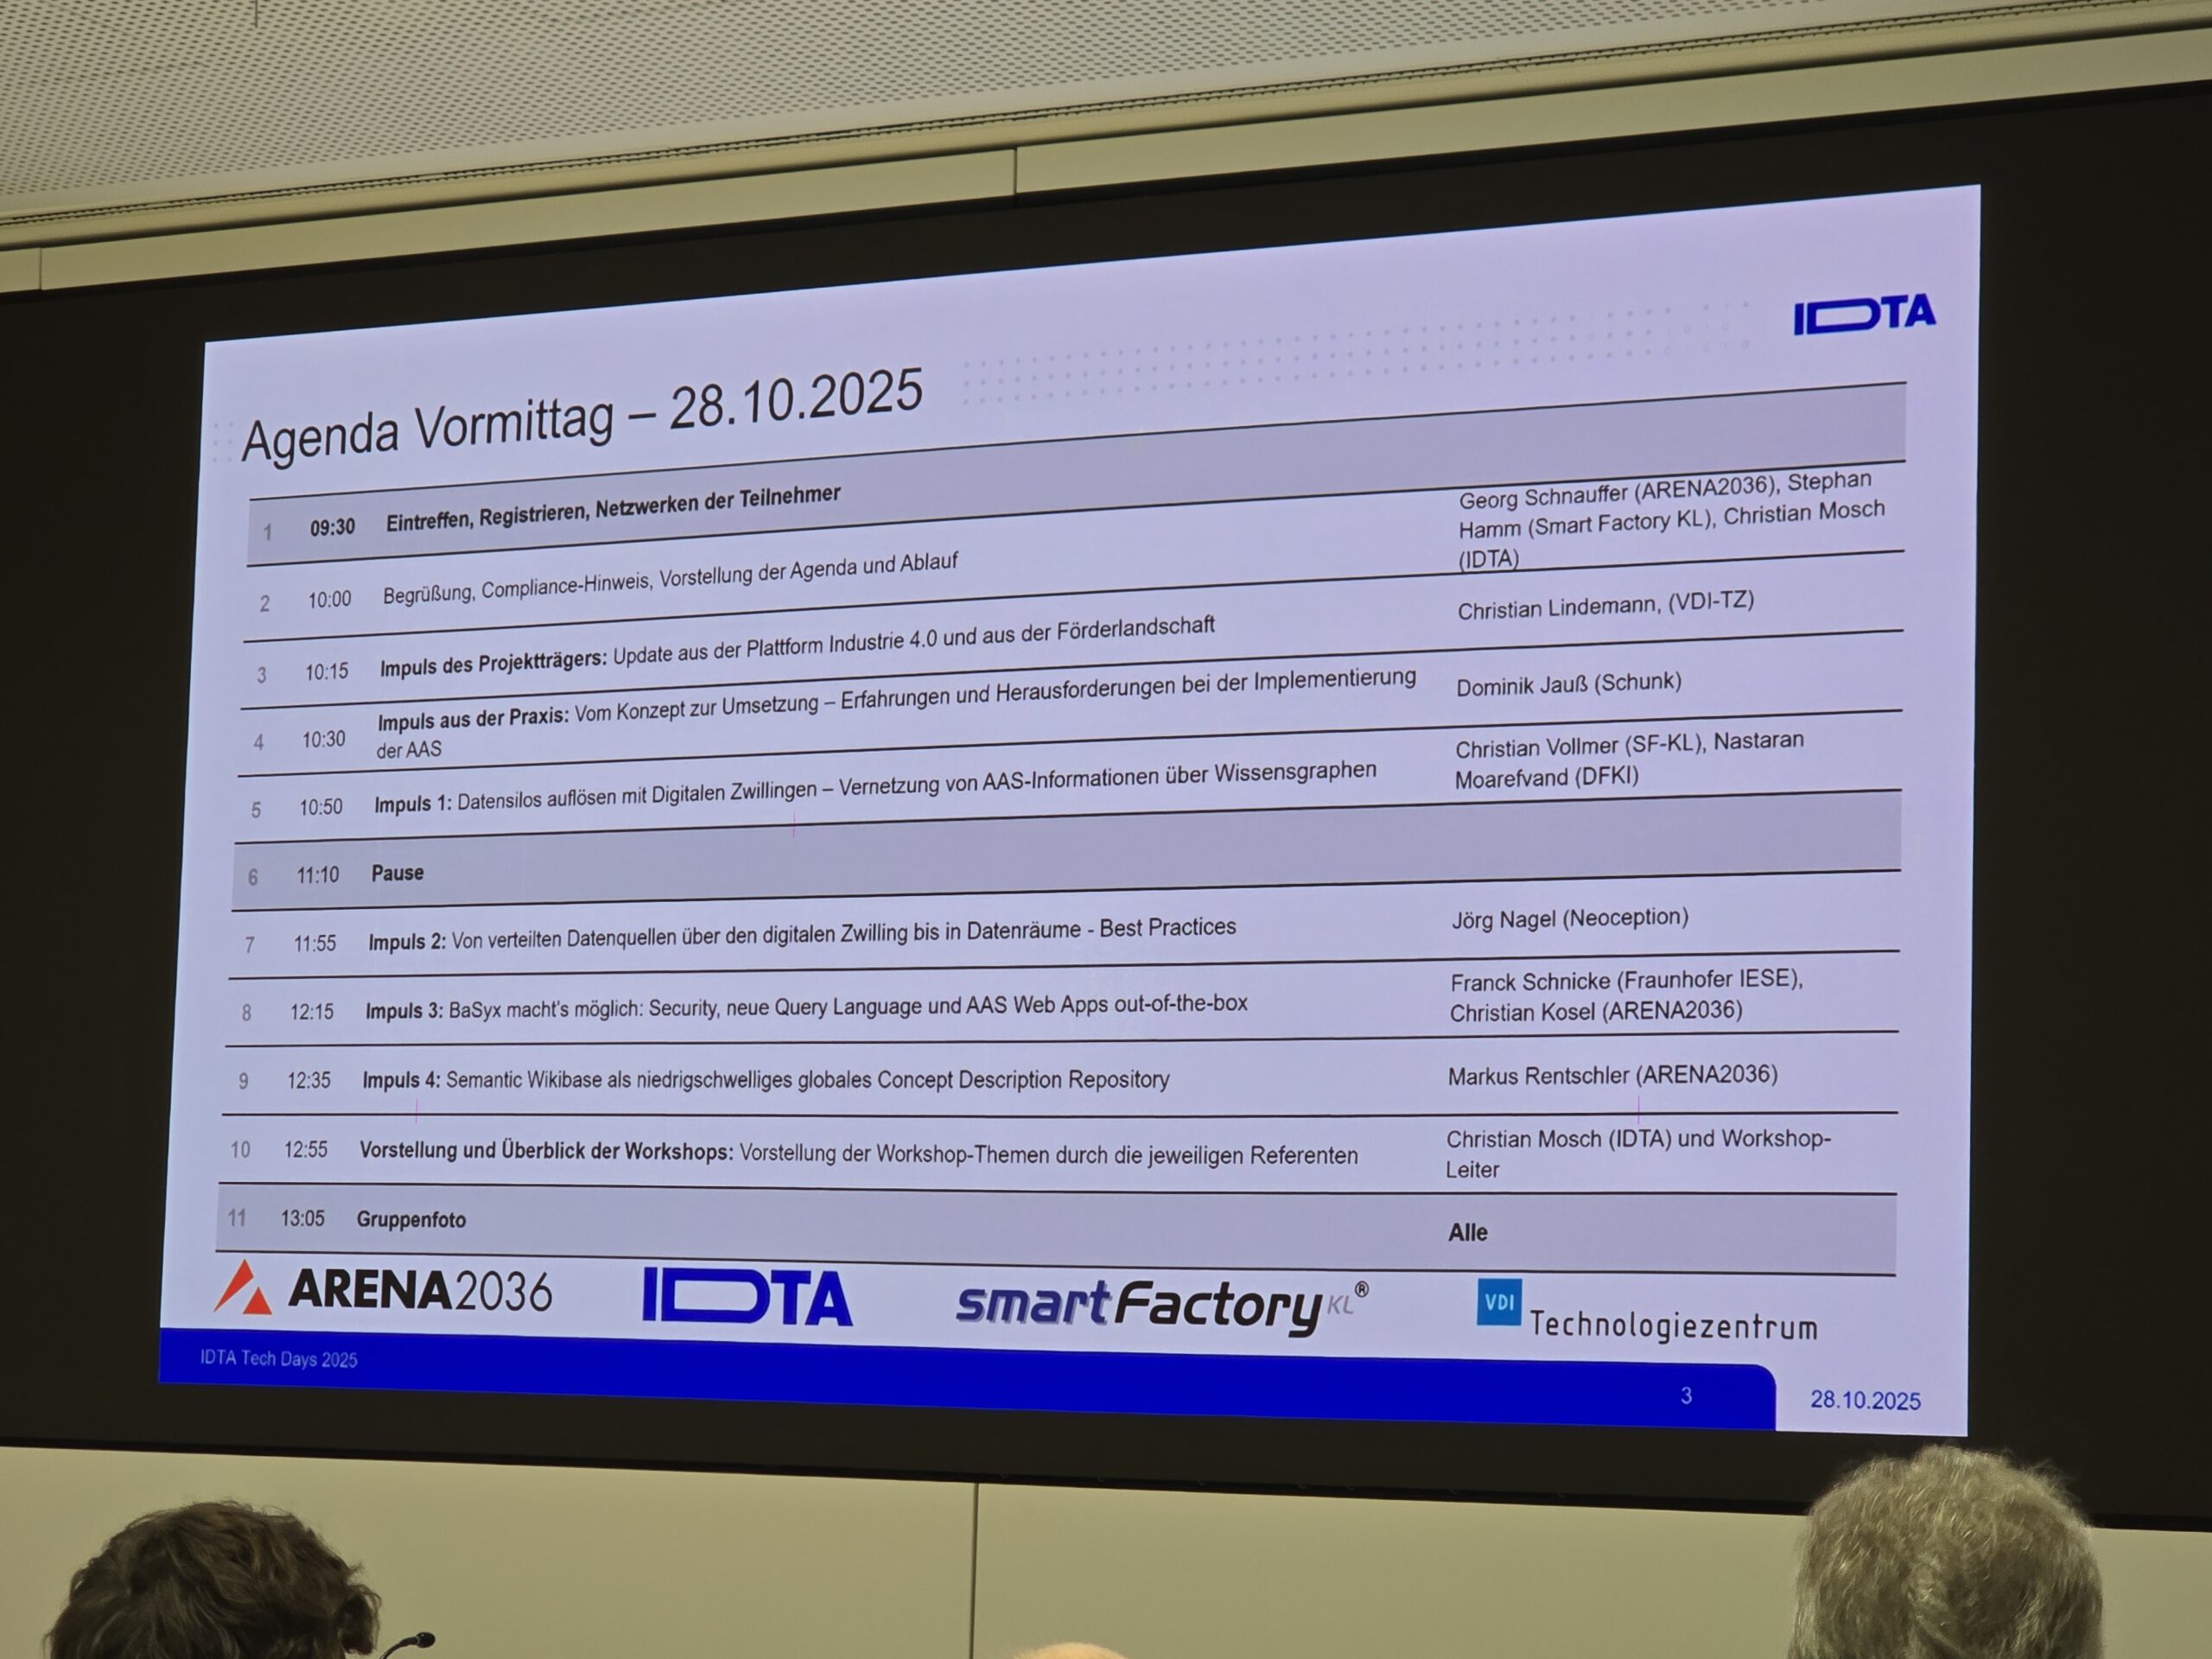 IDTA
Agenda Vormittag – 28.10.2025
1 09:30 Eintreffen, Registrieren, Netzwerken der Teilnehmer
2 10:00 Begrüßung, Compliance-Hinweis, Vorstellung der Agenda und Ablauf
Georg Schnauffer (ARENA2036), Stephan
Hamm (Smart Factory KL), Christian Mosch
(IDTA)
3 10:15 Impuls des Projektträgers: Update aus der Plattform Industrie 4.0 und aus der Förderlandschaft
Christian Lindemann, (VDI-TZ)
4 10:30 Impuls aus der Praxis: Vom Konzept zur Umsetzung – Erfahrungen und Herausforderungen bei der Implementierung
der AAS
Dominik Jauß (Schunk)
5 10:50 Impuls 1: Datensilos auflösen mit Digitalen Zwillingen – Vernetzung von AAS-Informationen über Wissensgraphen
Christian Vollmer (SF-KL), Nastaran
Moarefvand (DFKI)
6 11:10 Pause
7 11:55 Impuls 2: Von verteilten Datenquellen über den digitalen Zwilling bis in Datenräume - Best Practices
Jörg Nagel (Neoception)
8 12:15 Impuls 3: BaSyx macht's möglich: Security, neue Query Language und AAS Web Apps out-of-the-box
Franck Schnicke (Fraunhofer IESE),
Christian Kosel (ARENA2036)
9 12:35 Impuls 4: Semantic Wikibase als niedrigschwelliges globales Concept Description Repository
Markus Rentschler (ARENA2036)
10 12:55 Vorstellung und Überblick der Workshops: Vorstellung der Workshop-Themen durch die jeweiligen Referenten
Christian Mosch (IDTA) und Workshop-
Leiter
11 13:05 Gruppenfoto
Alle
ARENA2036
IDTA
smartFactory KL®
VDI Technologiezentrum
IDTA Tech Days 2025
3
28.10.2025